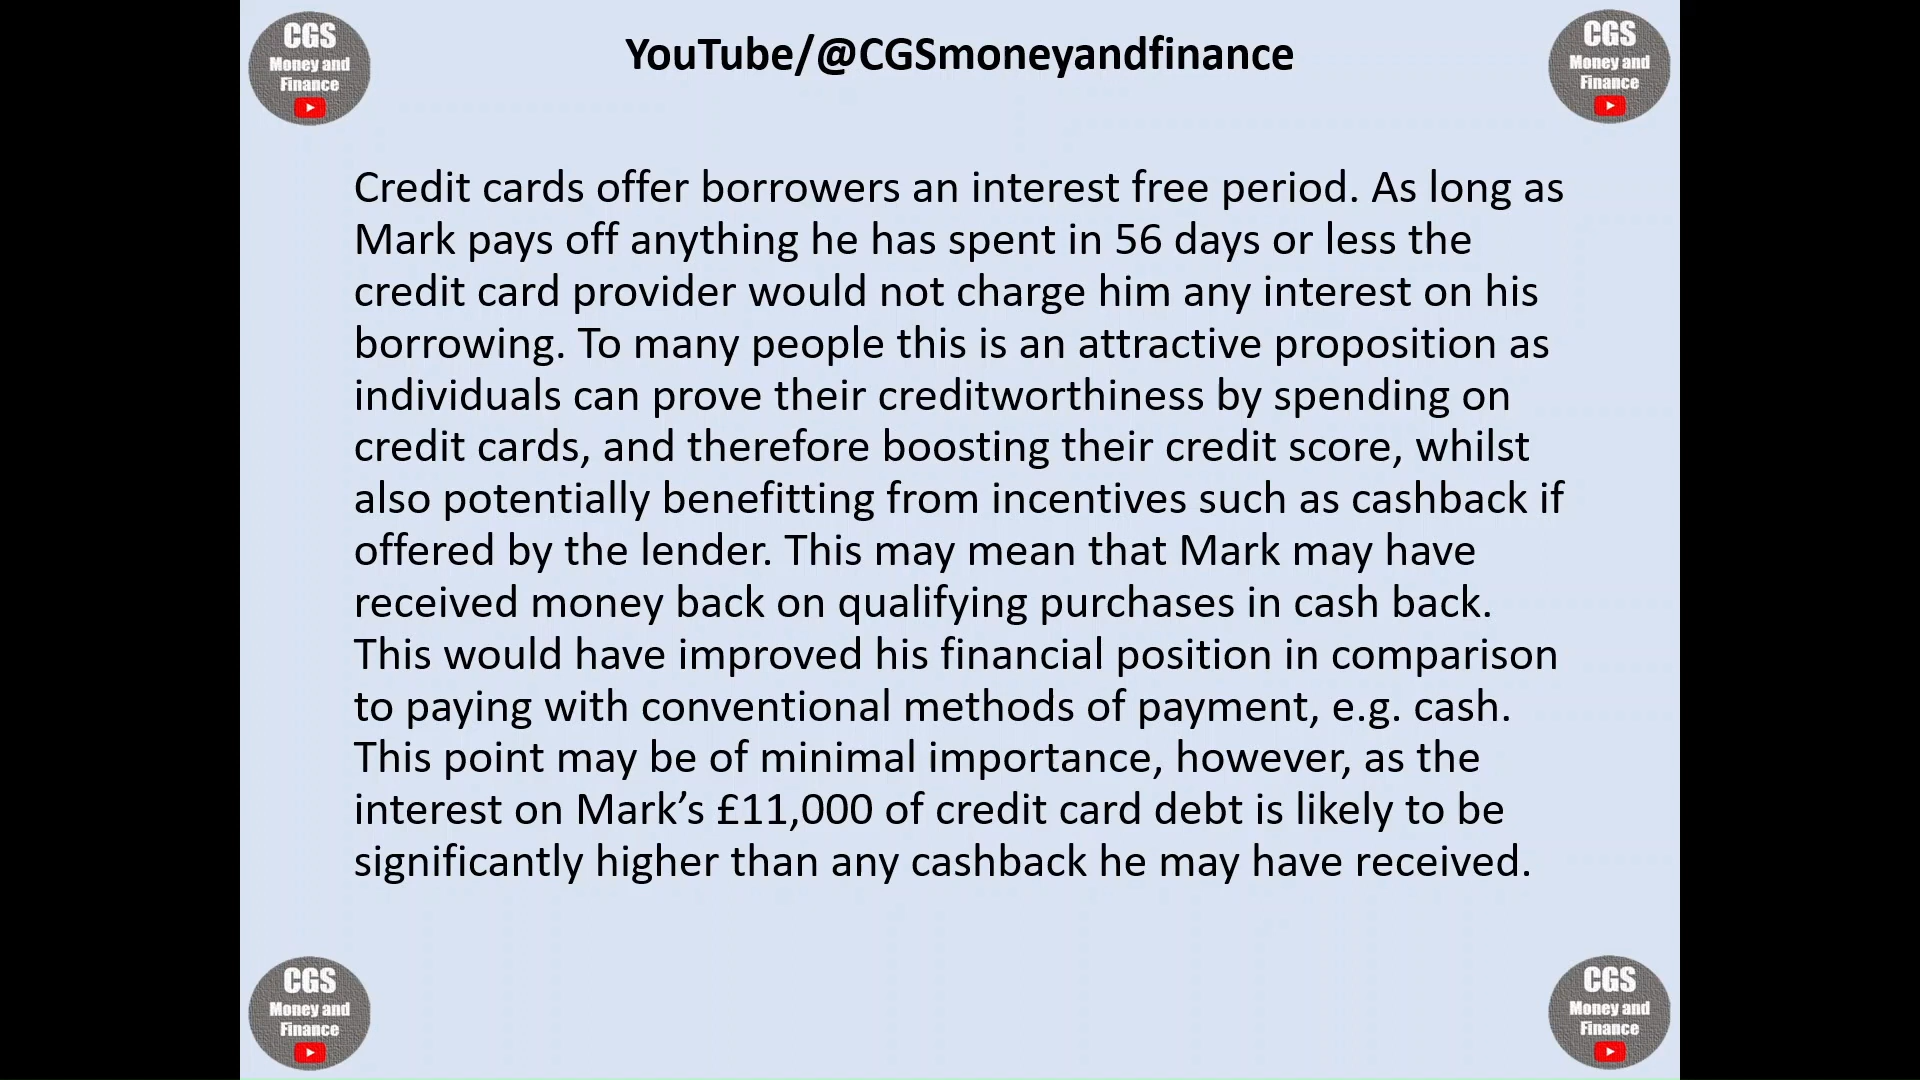 CGS
Money and
Finance
YouTube/@CGSmoneyandfinance
CGS
Money and
Finance
Credit cards offer borrowers an interest free period. As long as
Mark pays off anything he has spent in 56 days or less the
credit card provider would not charge him any interest on his
borrowing. To many people this is an attractive proposition as
individuals can prove their creditworthiness by spending on
credit cards, and therefore boosting their credit score, whilst
also potentially benefitting from incentives such as cashback if
offered by the lender. This may mean that Mark may have
received money back on qualifying purchases in cash back.
This would have improved his financial position in comparison
to paying with conventional methods of payment, e.g. cash.
This point may be of minimal importance, however, as the
interest on Mark’s £11,000 of credit card debt is likely to be
significantly higher than any cashback he may have received.
CGS
Money and
Finance
CGS
Money and
Finance